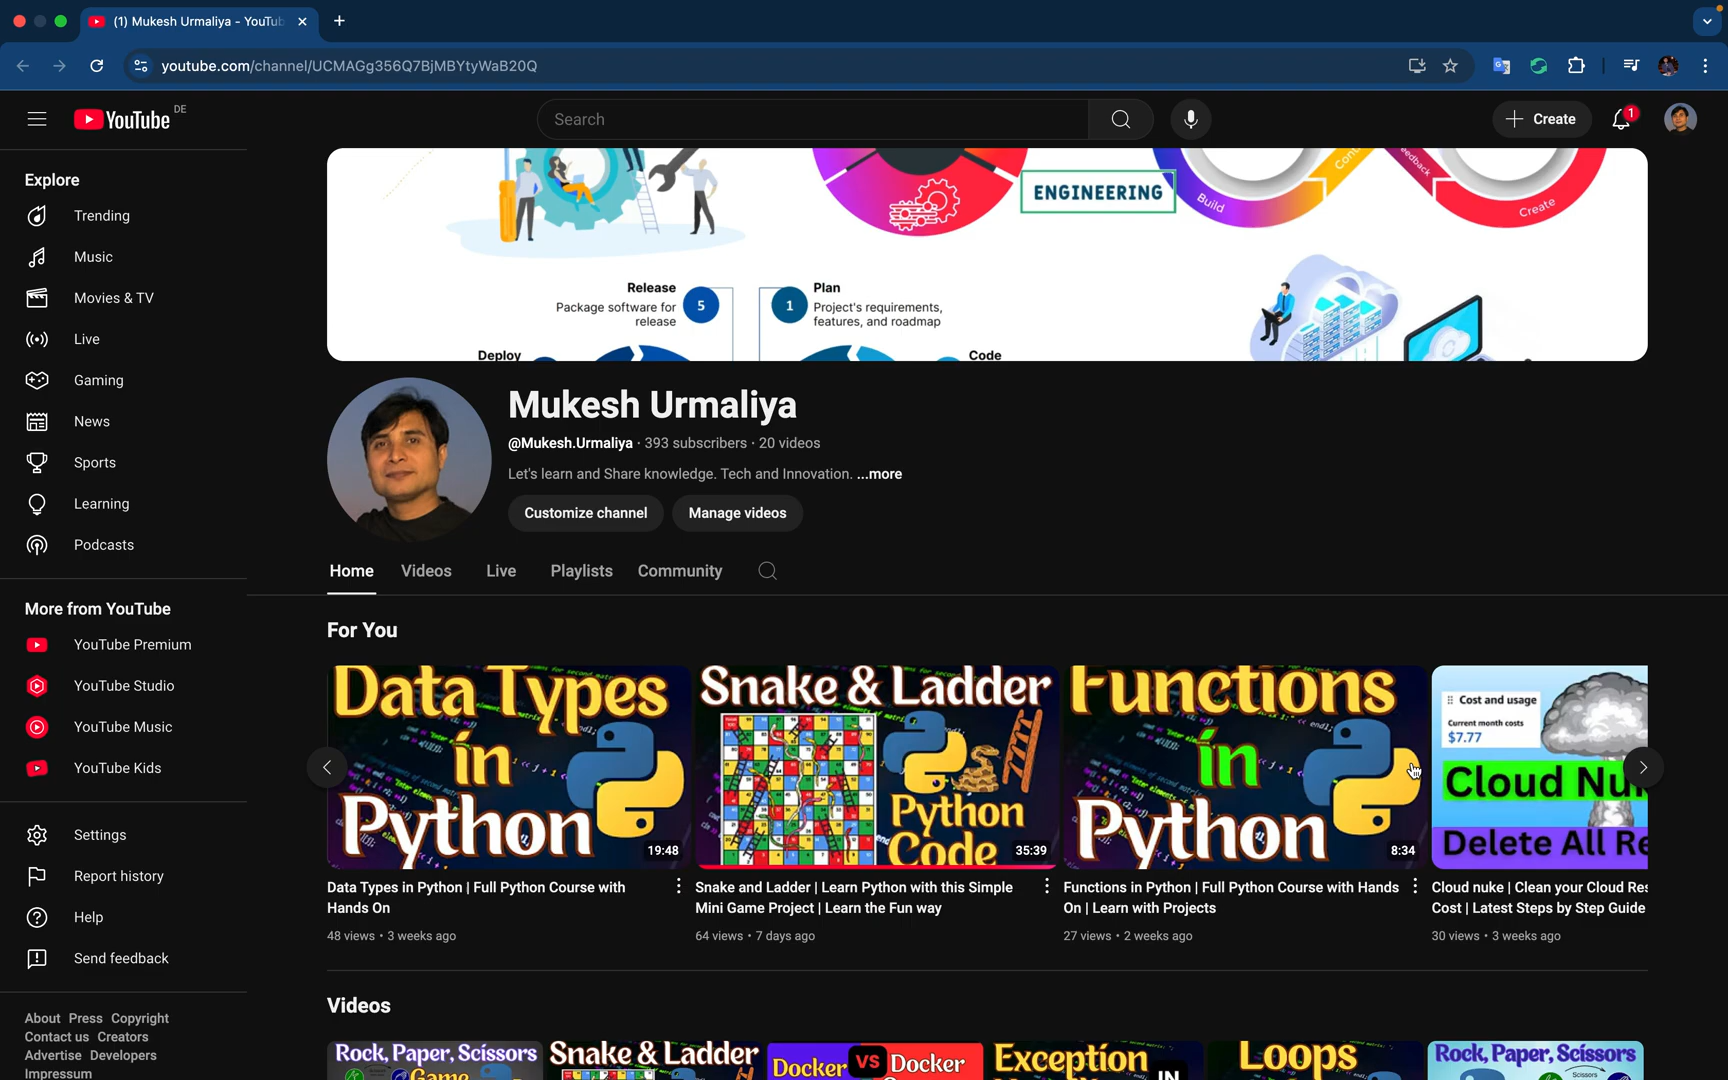 (1) Mukesh Urmaliya - YouTub
youtube.com/channel/UCMAGg356Q7BjMBYtyWaB20Q
YouTube DE
Search
Create
1
Explore
Trending
Music
Movies & TV
Live
Gaming
News
Sports
Learning
Podcasts
More from YouTube
YouTube Premium
YouTube Studio
YouTube Music
YouTube Kids
Settings
Report history
Help
Send feedback
About Press Copyright
Contact us Creators
Advertise Developers
Impressum
ENGINEERING
Build
Create
Release
Package software for
release
5
1
Plan
Project's requirements,
features, and roadmap
Deploy
Code
Mukesh Urmaliya
@Mukesh.Urmaliya · 393 subscribers · 20 videos
Let's learn and Share knowledge. Tech and Innovation. ...more
Customize channel
Manage videos
Home
Videos
Live
Playlists
Community
For You
Data Types
in
Python
19:48
Data Types in Python | Full Python Course with
Hands On
48 views • 3 weeks ago
Snake & Ladder
Python
Code
35:39
Snake and Ladder | Learn Python with this Simple
Mini Game Project | Learn the Fun way
64 views • 7 days ago
Functions
in
Python
8:34
Functions in Python | Full Python Course with Hands
On | Learn with Projects
27 views • 2 weeks ago
Cost and usage
Current month costs
$7.77
Cloud Nu
Delete All Re
Cloud nuke | Clean your Cloud Res
Cost | Latest Steps by Step Guide
30 views • 3 weeks ago
Videos
Rock, Paper, Scissors
Game
Snake & Ladder
Docker VS Docker
Exception
IN
Loops
Rock, Paper, Scissors
Scissors